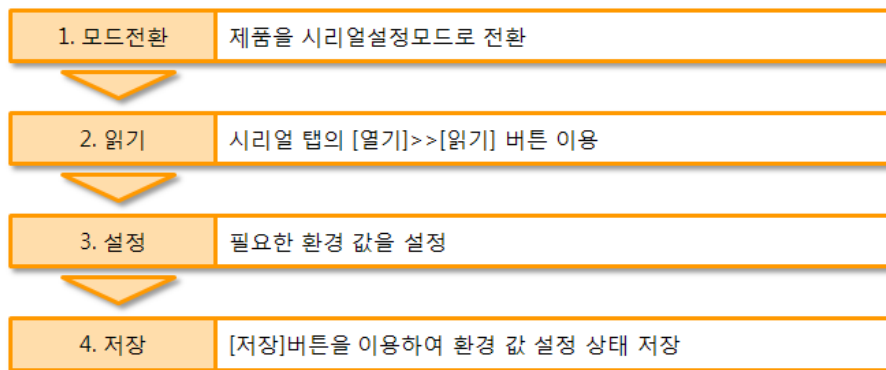 1. 모드전환 제품을 시리얼설정모드로 전환
2. 읽기 시리얼 탭의 [열기]>>[읽기] 버튼 이용
3. 설정 필요한 환경 값을 설정
4. 저장 [저장]버튼을 이용하여 환경 값 설정 상태 저장